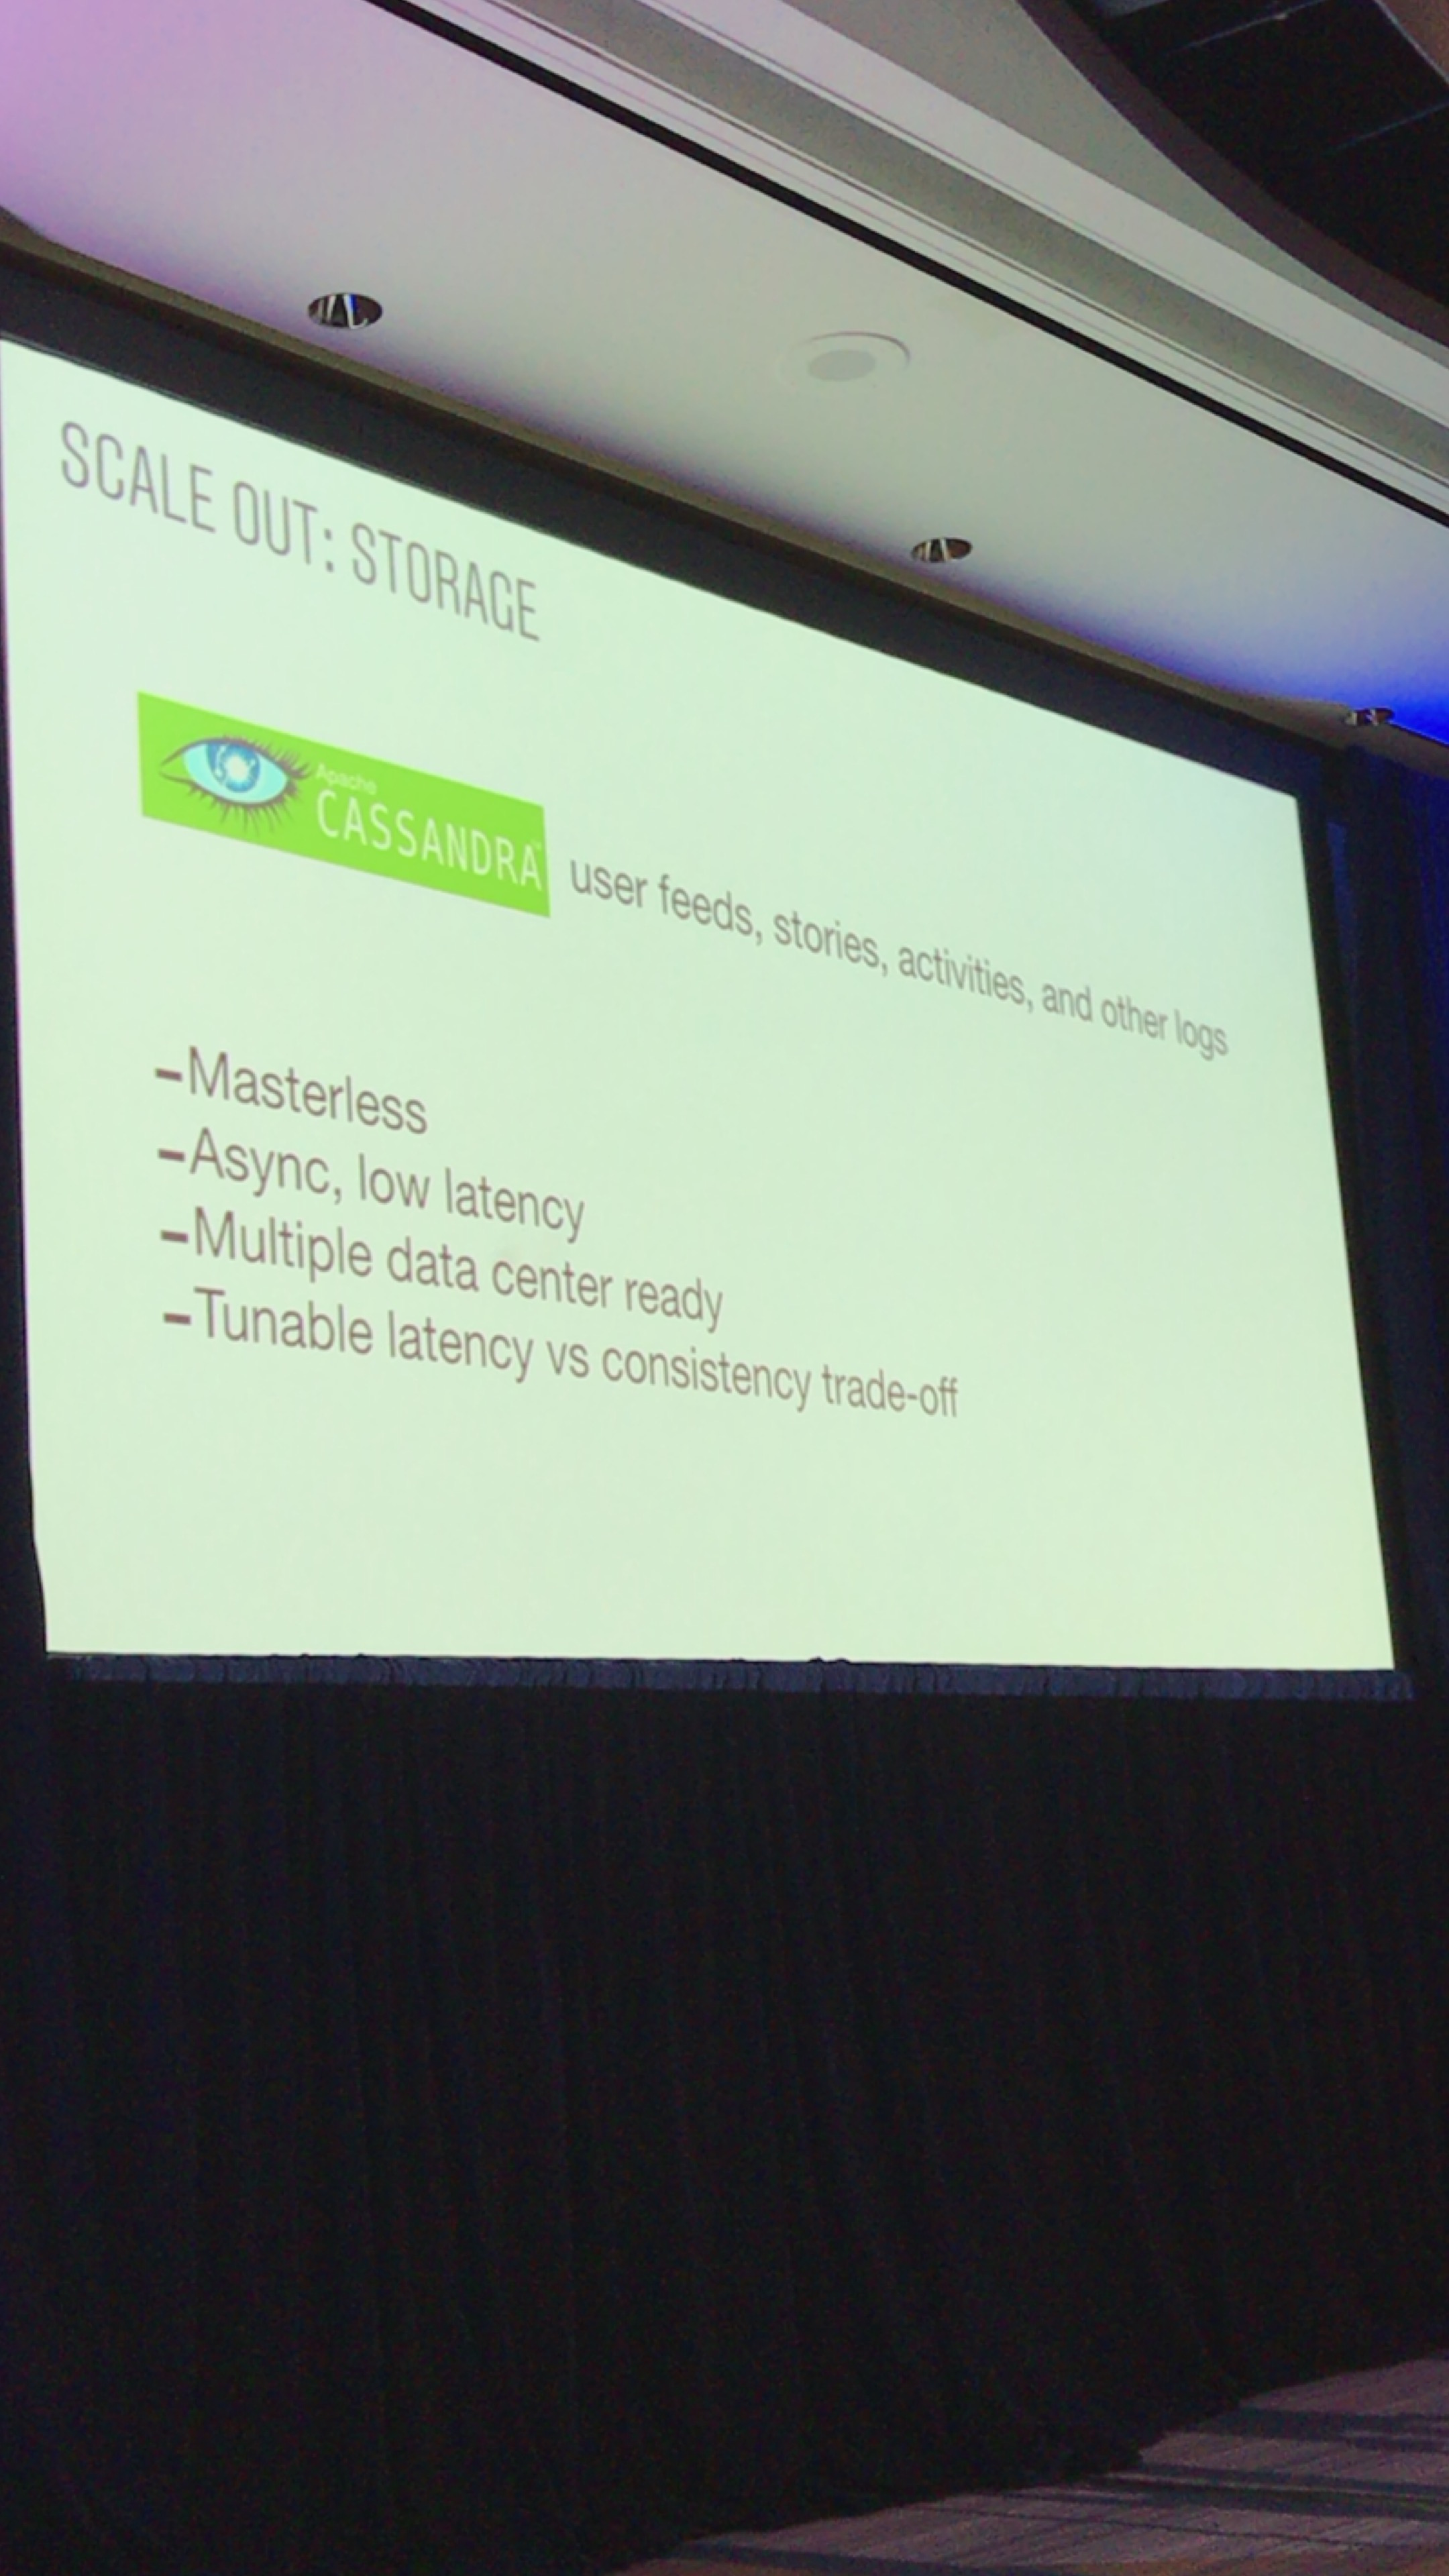 SCALE OUT: STORAGE
Apache
CASSANDRA
user feeds, stories, activities, and other logs
–Masterless
–Async, low latency
–Multiple data center ready
–Tunable latency vs consistency trade-off